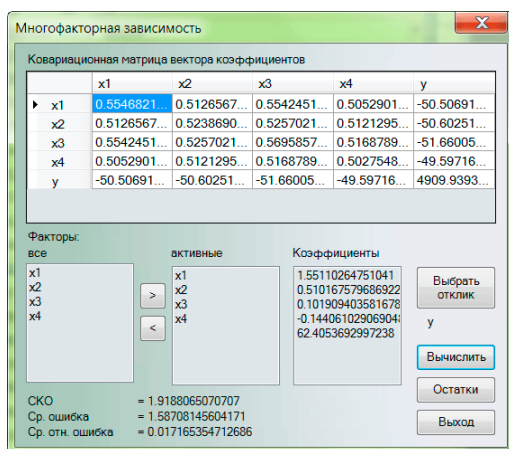 Многофакторная зависимость
Ковариационная матрица вектора коэффициентов
x1 x2 x3 x4 y
x1 0.5546821... 0.5126567... 0.5542451... 0.5052901... -50.50691...
x2 0.5126567... 0.5238690... 0.5257021... 0.5121295... -50.60251...
x3 0.5542451... 0.5257021... 0.5695857... 0.5168789... -51.66005...
x4 0.5052901... 0.5121295... 0.5168789... 0.5027548... -49.59716...
y -50.50691... -50.60251... -51.66005... -49.59716... 4909.9393...
Факторы:
все активные Коэффициенты
x1 x1 1.55110264751041
x2 x2 0.510167579686922
x3 > x3 0.101909403581678
x4 < x4 -0.14406102906904
62.4053692997238
Выбрать
отклик
y
Вычислить
Остатки
Выход
СКО = 1.9188065070707
Ср. ошибка = 1.58708145604171
Ср. отн. ошибка = 0.017165354712686